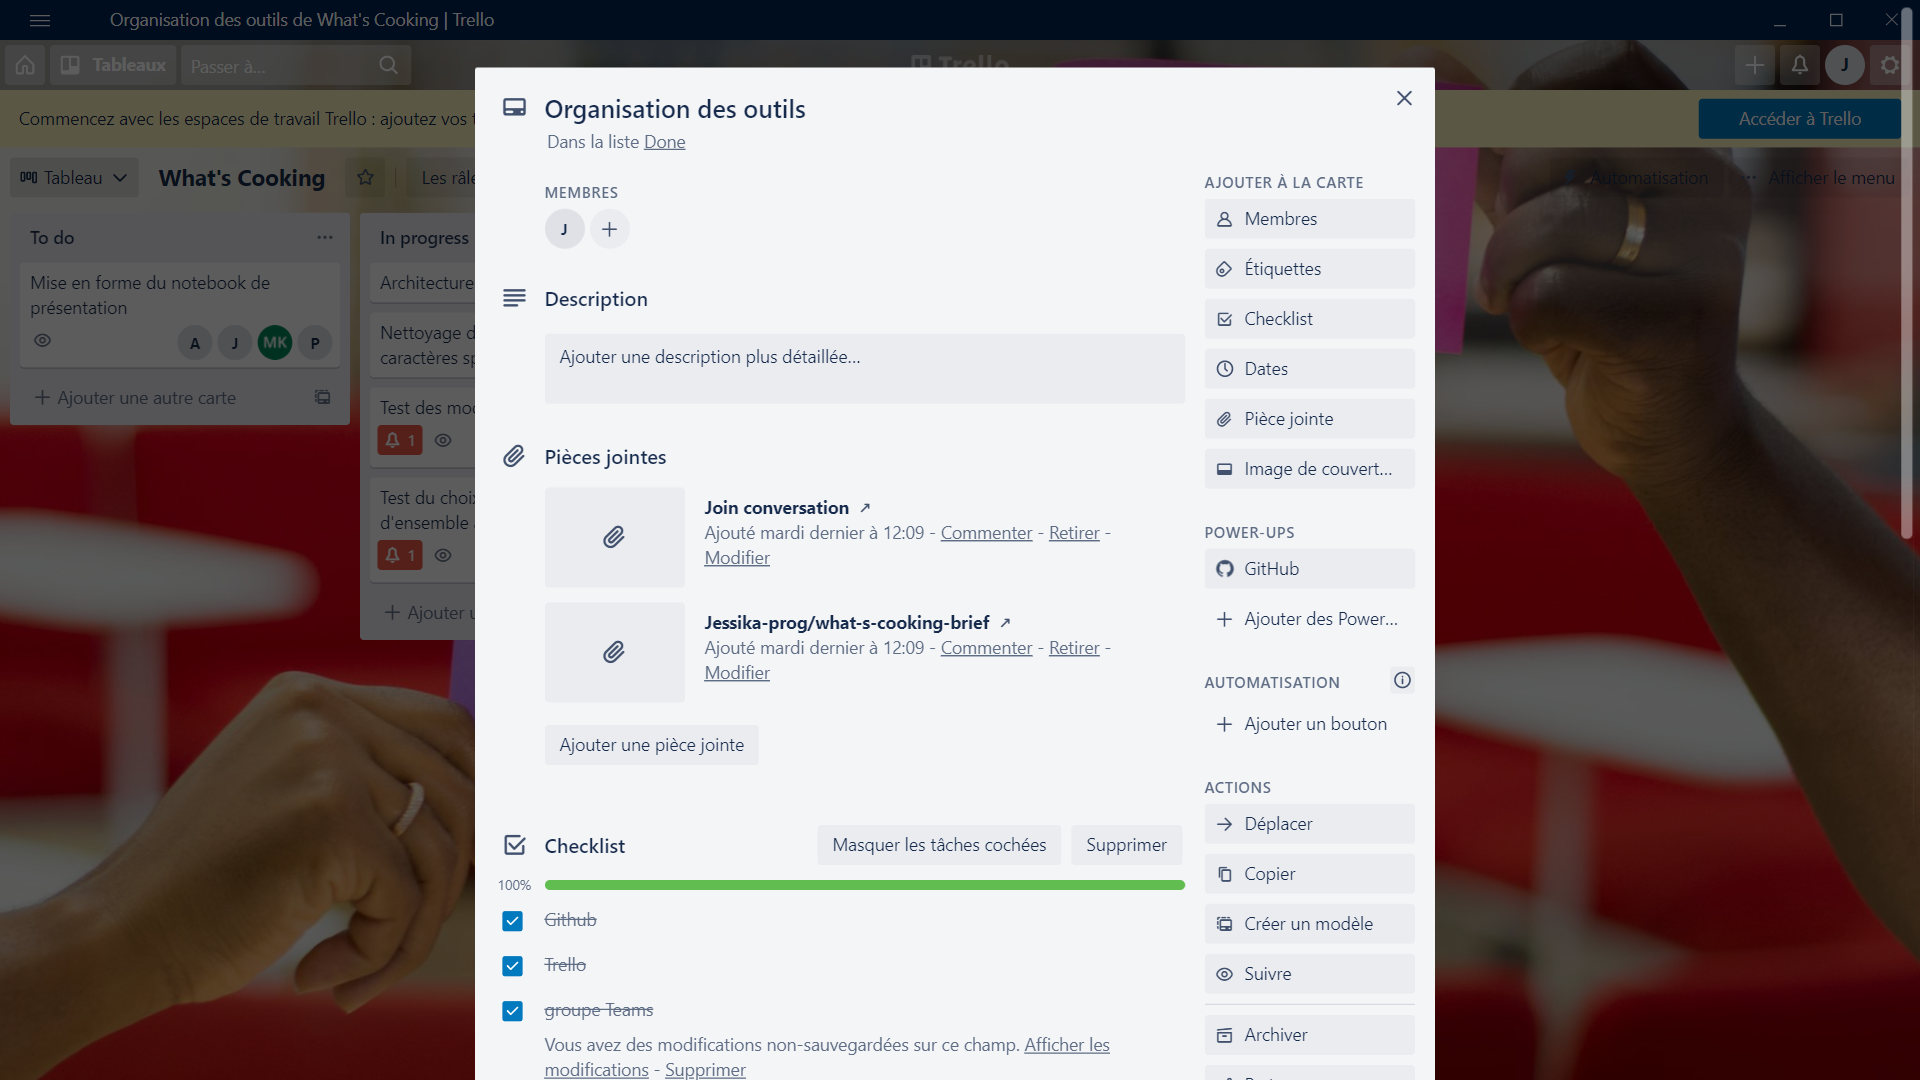 Organisation des outils de What's Cooking | Trello
Tableaux
Passer à...
Trello
J
Commencez avec les espaces de travail Trello : ajoutez vos
Accéder à Trello
Tableau
What's Cooking
Les
Automatisation
Afficher le menu
To do
Mise en forme du notebook de
présentation
A J MK P
Ajouter une autre carte
In progress
Architecture
Nettoyage
caractères
Test des
1
Test du
d'ensemble
1
Ajouter
Organisation des outils
Dans la liste Done
MEMBRES
J
Description
Ajouter une description plus détaillée…
Pièces jointes
Join conversation ↗
Ajouté mardi dernier à 12:09 - Commenter - Retirer -
Modifier
Jessika-prog/what-s-cooking-brief ↗
Ajouté mardi dernier à 12:09 - Commenter - Retirer -
Modifier
Ajouter une pièce jointe
Checklist
Masquer les tâches cochées
Supprimer
100%
Github
Trello
groupe Teams
Vous avez des modifications non-sauvegardées sur ce champ. Afficher les
modifications - Supprimer
AJOUTER À LA CARTE
Membres
Étiquettes
Checklist
Dates
Pièce jointe
Image de couvert...
POWER-UPS
GitHub
Ajouter des Power...
AUTOMATISATION
Ajouter un bouton
ACTIONS
Déplacer
Copier
Créer un modèle
Suivre
Archiver